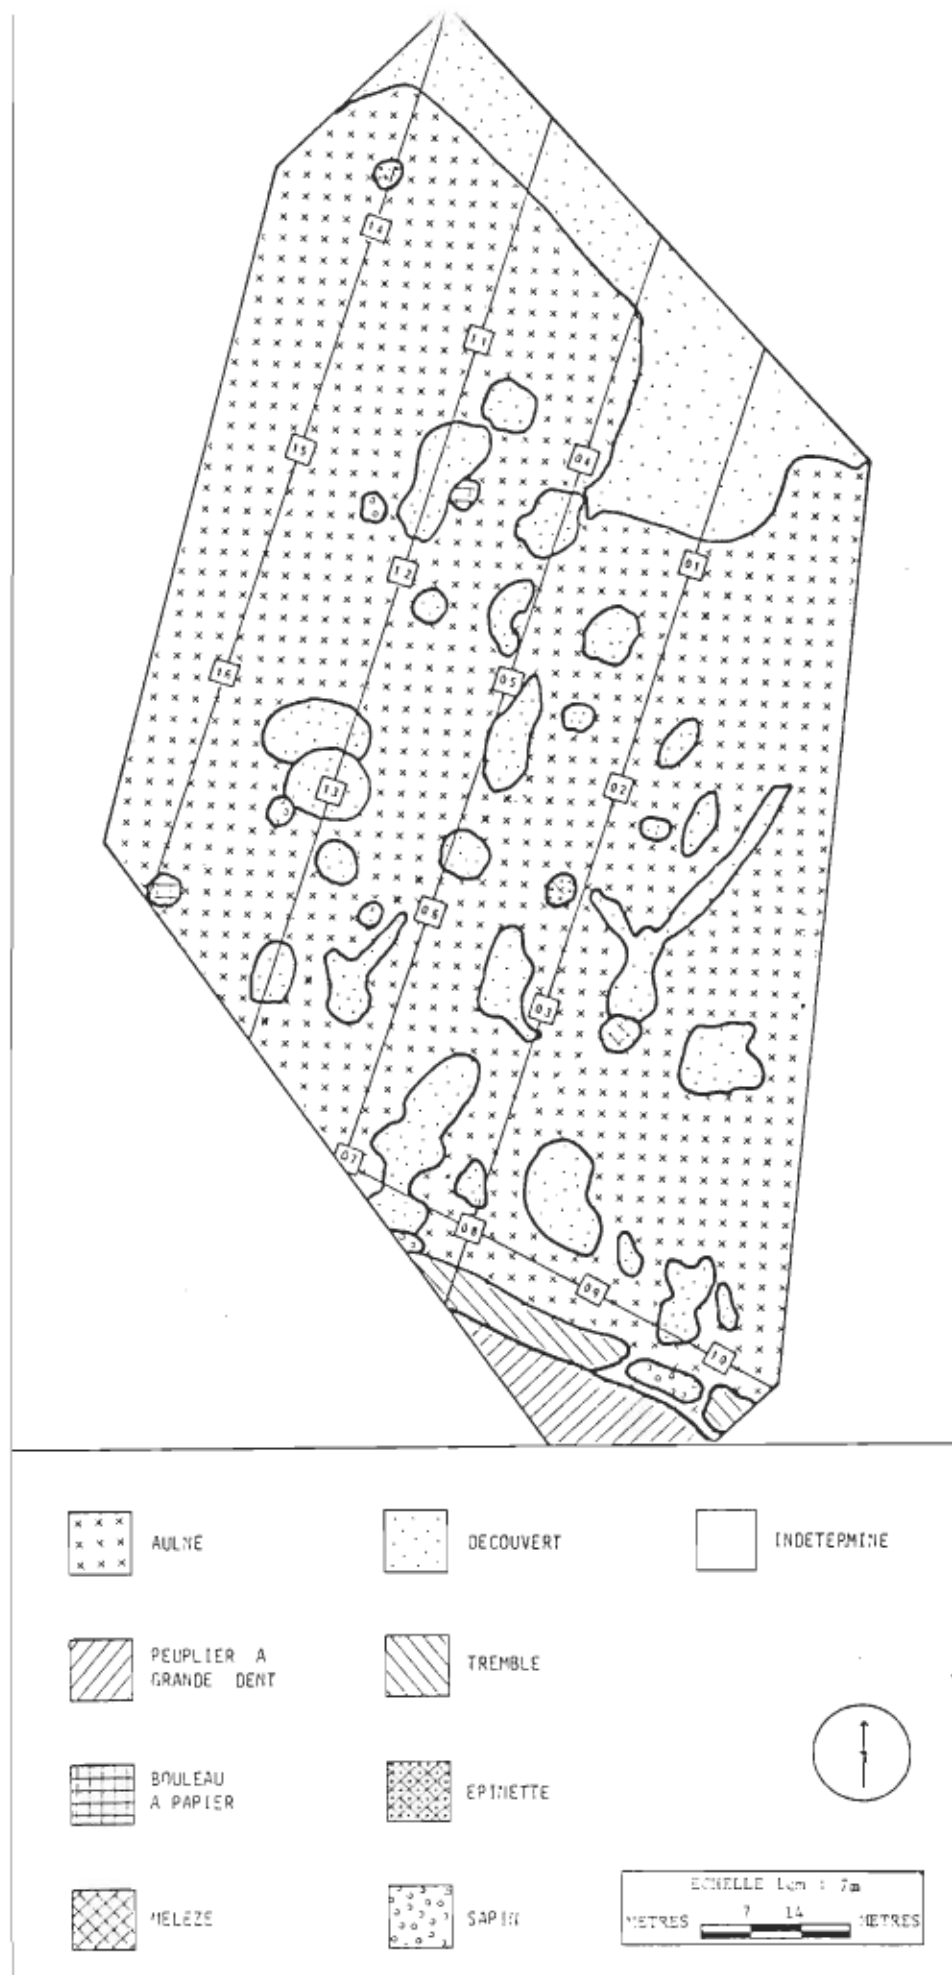 14
11
15
04
01
12
05
16
02
13
06
03
07
08
09
10
AULNE
DECOUVERT
INDETERMINE
PEUPLIER A
GRANDE DENT
TREMBLE
BOULEAU
A PAPIER
EPINETTE
MELEZE
SAPIN
ECHELLE 1cm : 7m
METRES 7 14 METRES